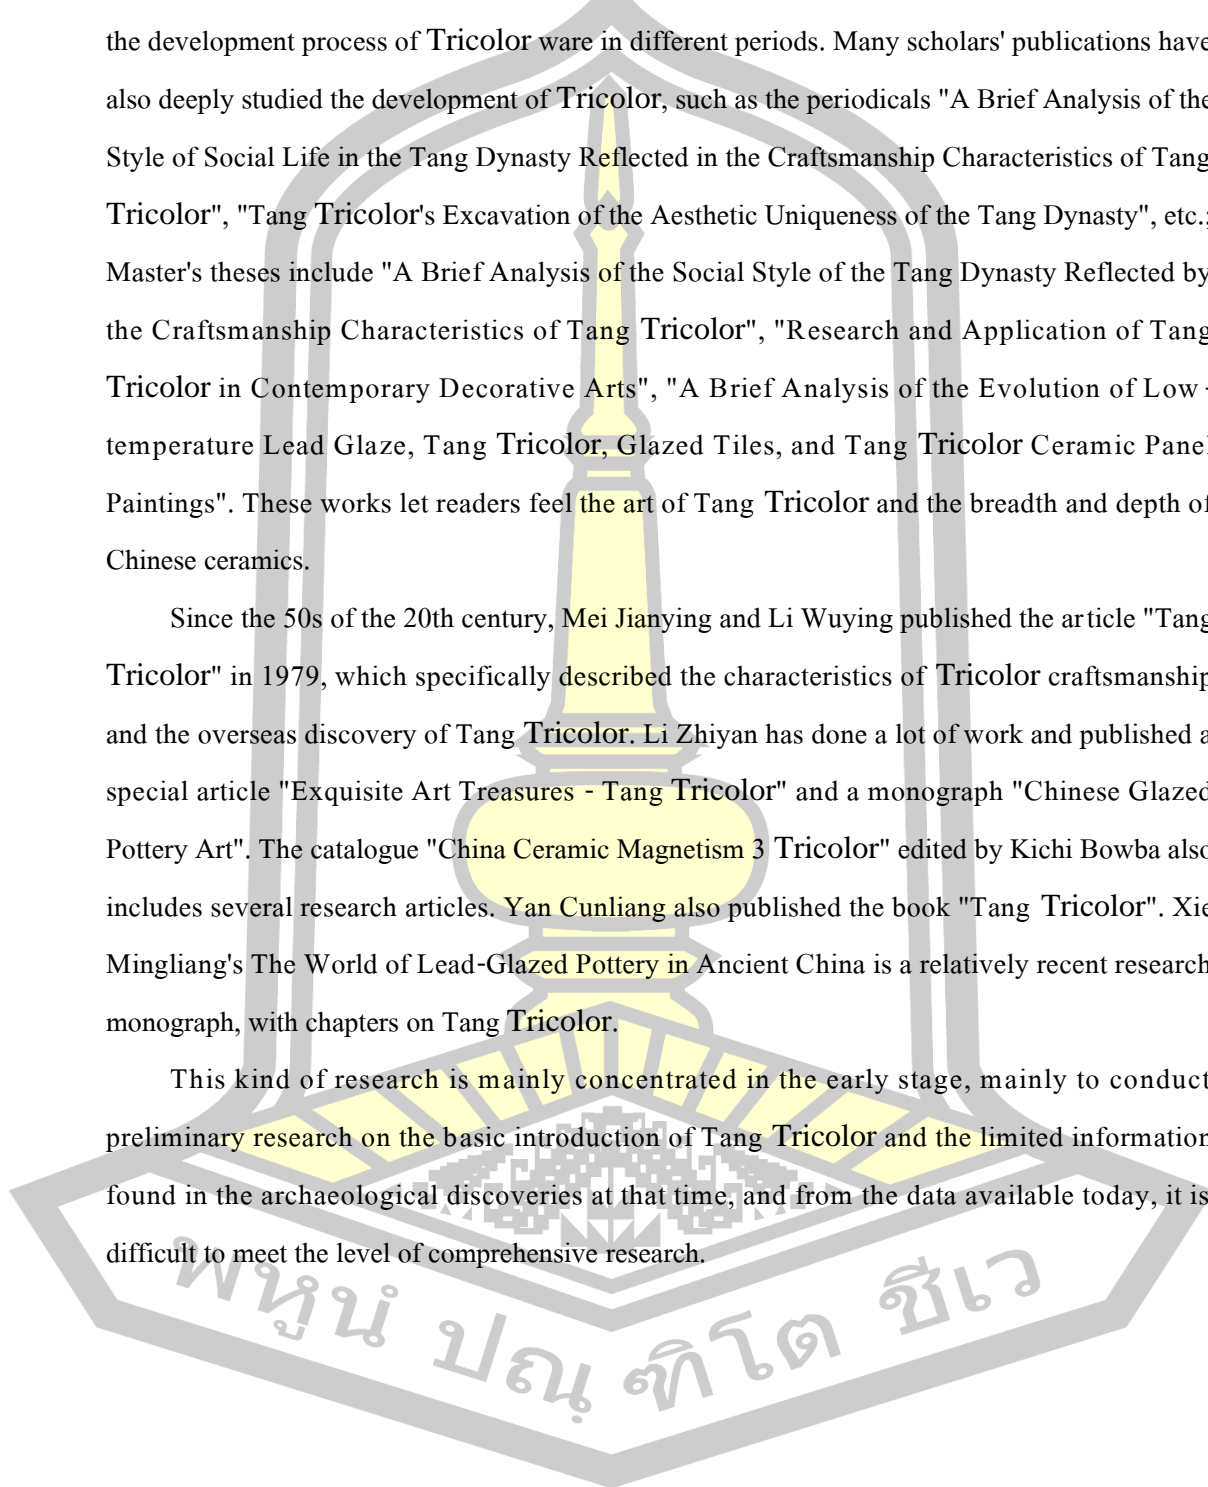 the development process of Tricolor ware in different periods. Many scholars' publications have
also deeply studied the development of Tricolor, such as the periodicals "A Brief Analysis of the
Style of Social Life in the Tang Dynasty Reflected in the Craftsmanship Characteristics of Tang
Tricolor", "Tang Tricolor's Excavation of the Aesthetic Uniqueness of the Tang Dynasty", etc.;
Master's theses include "A Brief Analysis of the Social Style of the Tang Dynasty Reflected by
the Craftsmanship Characteristics of Tang Tricolor", "Research and Application of Tang
Tricolor in Contemporary Decorative Arts", "A Brief Analysis of the Evolution of Low-
temperature Lead Glaze, Tang Tricolor, Glazed Tiles, and Tang Tricolor Ceramic Panel
Paintings". These works let readers feel the art of Tang Tricolor and the breadth and depth of
Chinese ceramics.
Since the 50s of the 20th century, Mei Jianying and Li Wuying published the article "Tang
Tricolor" in 1979, which specifically described the characteristics of Tricolor craftsmanship
and the overseas discovery of Tang Tricolor. Li Zhiyan has done a lot of work and published a
special article "Exquisite Art Treasures - Tang Tricolor" and a monograph "Chinese Glazed
Pottery Art". The catalogue "China Ceramic Magnetism 3 Tricolor" edited by Kichi Bowba also
includes several research articles. Yan Cunliang also published the book "Tang Tricolor". Xie
Mingliang's The World of Lead-Glazed Pottery in Ancient China is a relatively recent research
monograph, with chapters on Tang Tricolor.
This kind of research is mainly concentrated in the early stage, mainly to conduct
preliminary research on the basic introduction of Tang Tricolor and the limited information
found in the archaeological discoveries at that time, and from the data available today, it is
difficult to meet the level of comprehensive research.
พหูนํ ปณฺฑิโต ชีเว